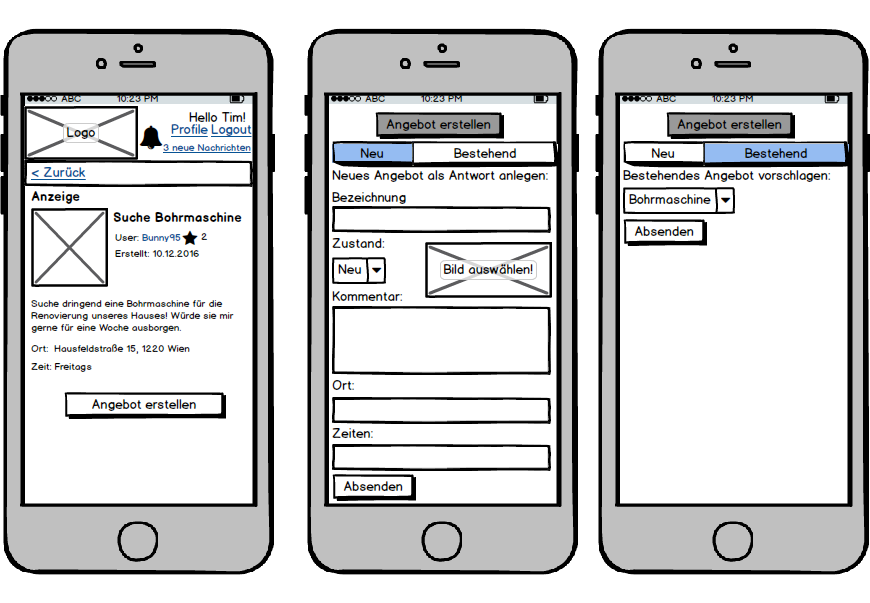 ABC 10:23 PM
Logo
Hello Tim!
Profile Logout
3 neue Nachrichten
< Zurück
Anzeige
Suche Bohrmaschine
User: Bunny95 2
Erstellt: 10.12.2016
Suche dringend eine Bohrmaschine für die
Renovierung unseres Hauses! Würde sie mir
gerne für eine Woche ausborgen.
Ort: Hausfeldstraße 15, 1220 Wien
Zeit: Freitags
Angebot erstellen
ABC 10:23 PM
Angebot erstellen
Neu Bestehend
Neues Angebot als Antwort anlegen:
Bezeichnung
Zustand:
Neu
Bild auswählen!
Kommentar:
Ort:
Zeiten:
Absenden
ABC 10:23 PM
Angebot erstellen
Neu Bestehend
Bestehendes Angebot vorschlagen:
Bohrmaschine
Absenden